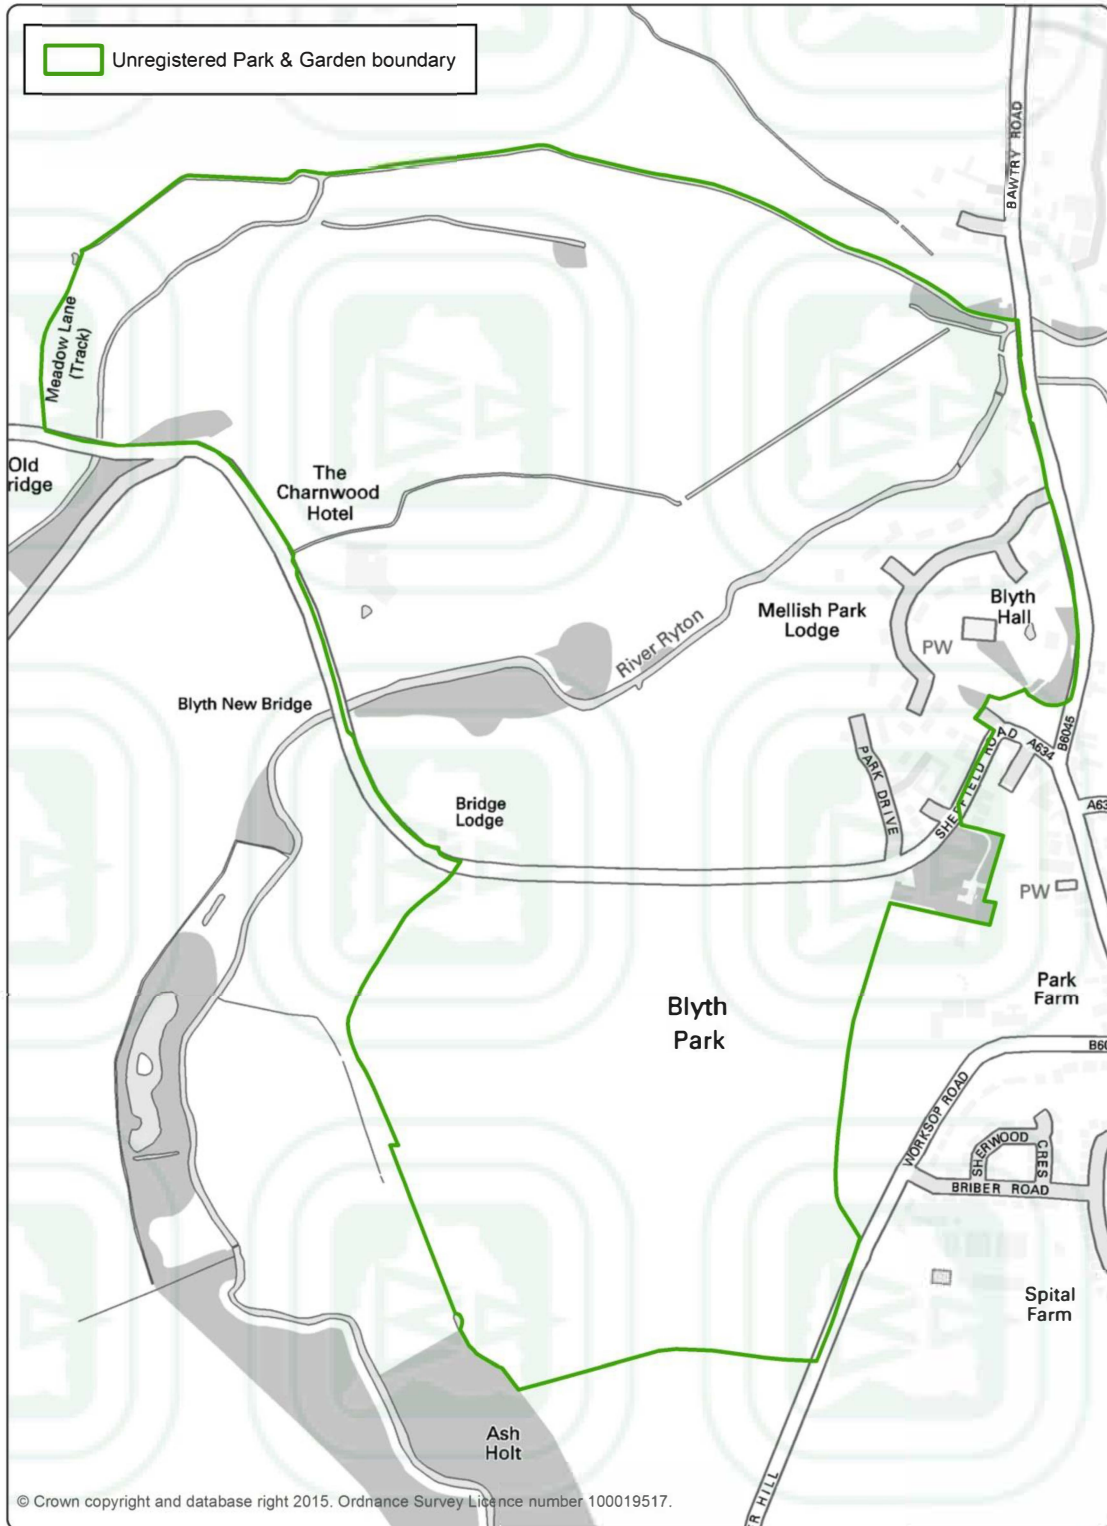 Unregistered Park & Garden boundary
BAWTRY ROAD
Meadow Lane
(Track)
Old
ridge
The
Charnwood
Hotel
River Ryton
Mellish Park
Lodge
Blyth
Hall
PW
Blyth New Bridge
PARK DRIVE
SHEFFIELD ROAD
A634
B6045
A63
Bridge
Lodge
PW
Park
Farm
Blyth
Park
B60
WORKSOP ROAD
SHERWOOD
CRES
BRIBER ROAD
Spital
Farm
Ash
Holt
R HILL
© Crown copyright and database right 2015. Ordnance Survey Licence number 100019517.